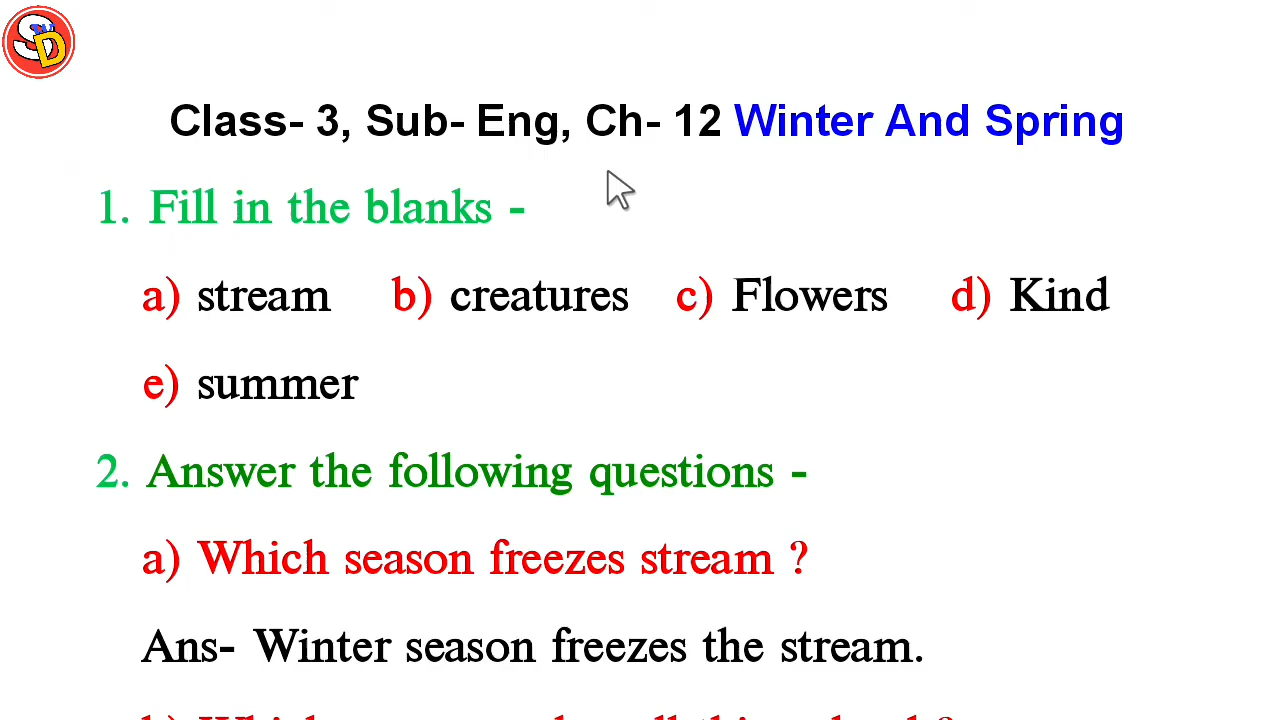 Class- 3, Sub- Eng, Ch- 12 Winter And Spring
1. Fill in the blanks -
a) stream b) creatures c) Flowers d) Kind
e) summer
2. Answer the following questions -
a) Which season freezes stream ?
Ans- Winter season freezes the stream.